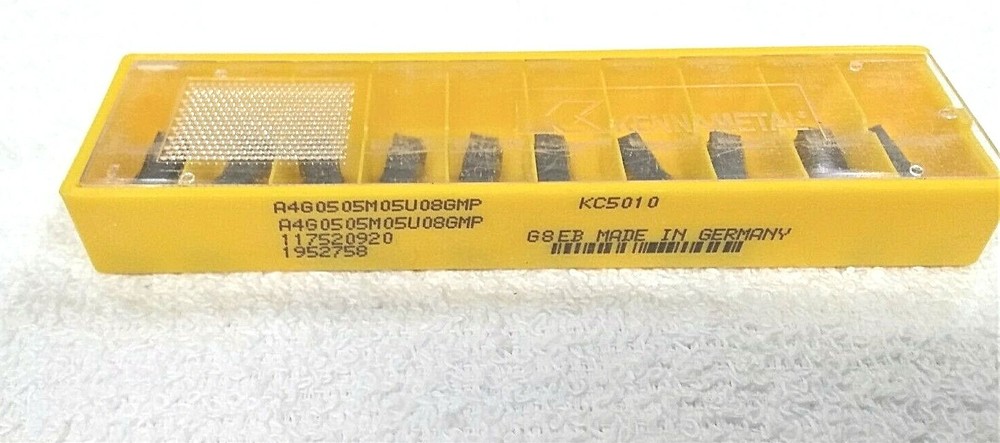 KENNAMETAL
A4G0505M05U08GMP KC5010
A4G0505M05U08GMP
117520920 G8EB MADE IN GERMANY
1952758